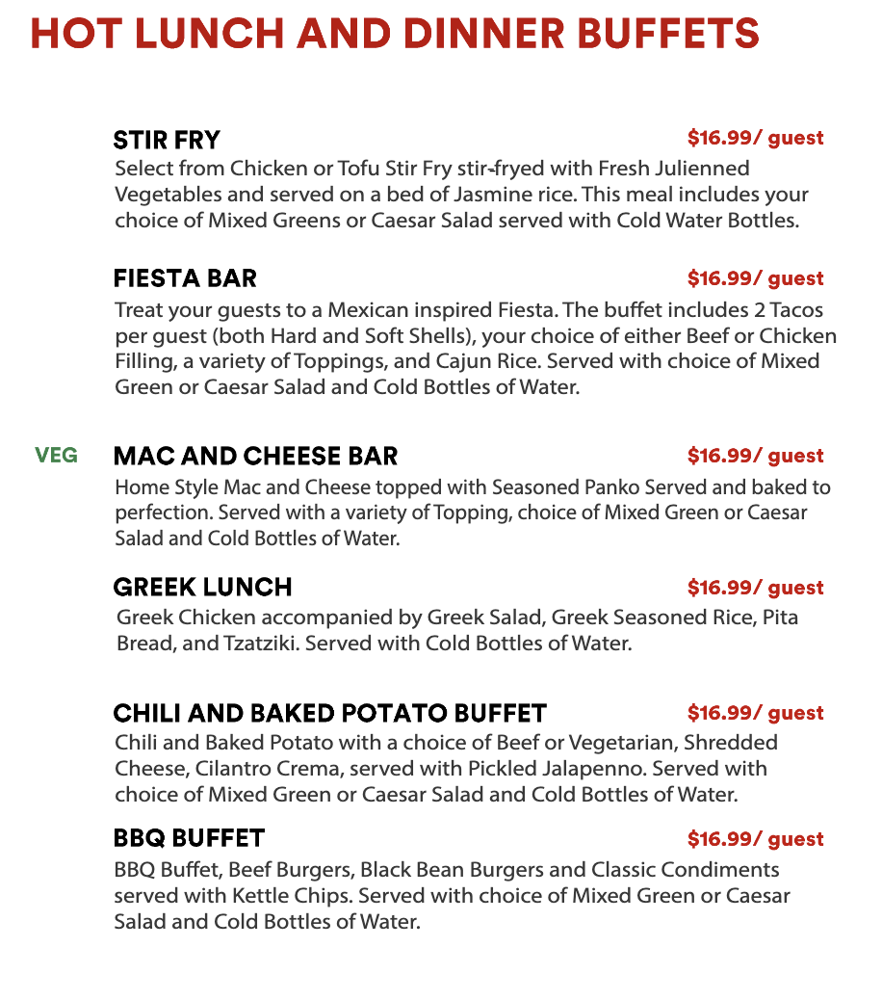 HOT LUNCH AND DINNER BUFFETS
STIR FRY $16.99/ guest
Select from Chicken or Tofu Stir Fry stir-fryed with Fresh Julienned
Vegetables and served on a bed of Jasmine rice. This meal includes your
choice of Mixed Greens or Caesar Salad served with Cold Water Bottles.
FIESTA BAR $16.99/ guest
Treat your guests to a Mexican inspired Fiesta. The buffet includes 2 Tacos
per guest (both Hard and Soft Shells), your choice of either Beef or Chicken
Filling, a variety of Toppings, and Cajun Rice. Served with choice of Mixed
Green or Caesar Salad and Cold Bottles of Water.
VEG MAC AND CHEESE BAR $16.99/ guest
Home Style Mac and Cheese topped with Seasoned Panko Served and baked to
perfection. Served with a variety of Topping, choice of Mixed Green or Caesar
Salad and Cold Bottles of Water.
GREEK LUNCH $16.99/ guest
Greek Chicken accompanied by Greek Salad, Greek Seasoned Rice, Pita
Bread, and Tzatziki. Served with Cold Bottles of Water.
CHILI AND BAKED POTATO BUFFET $16.99/ guest
Chili and Baked Potato with a choice of Beef or Vegetarian, Shredded
Cheese, Cilantro Crema, served with Pickled Jalapenno. Served with
choice of Mixed Green or Caesar Salad and Cold Bottles of Water.
BBQ BUFFET $16.99/ guest
BBQ Buffet, Beef Burgers, Black Bean Burgers and Classic Condiments
served with Kettle Chips. Served with choice of Mixed Green or Caesar
Salad and Cold Bottles of Water.